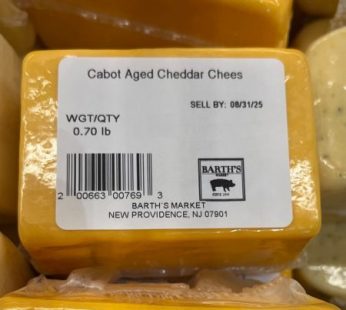 Cabot Aged Cheddar Chees
SELL BY: 08/31/25
WGT/QTY
0.70 lb
BARTH'S
2 00663 00769 3
BARTH'S MARKET
NEW PROVIDENCE, NJ 07901